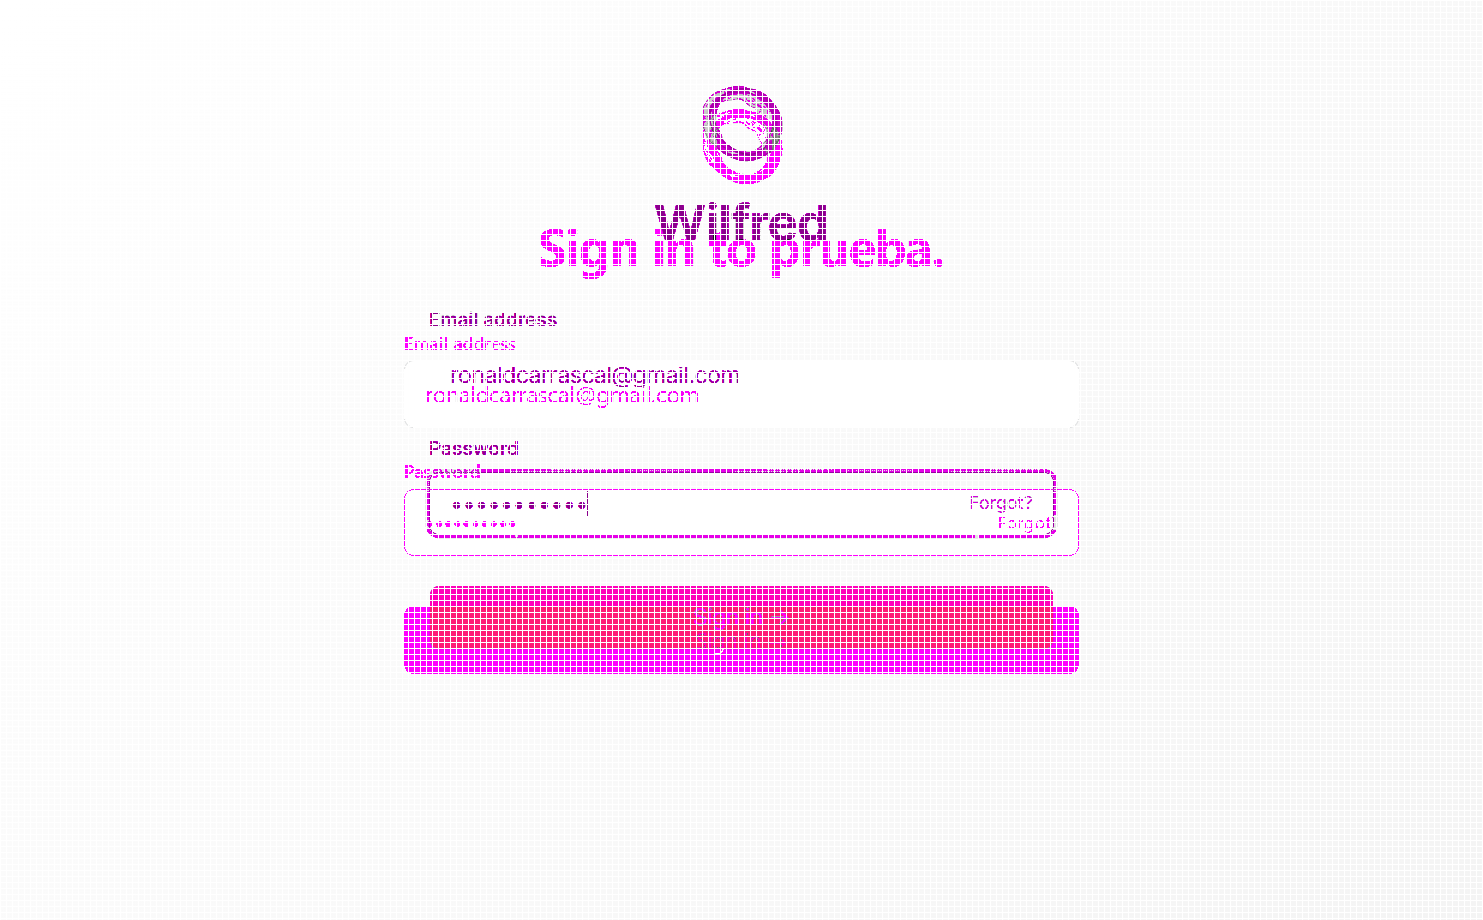 Wilfred
Sign in to prueba.
Email address
Email address
ronaldcarrascal@gmail.com
ronaldcarrascal@gmail.com
Password
Password
Forgot?
Forgot